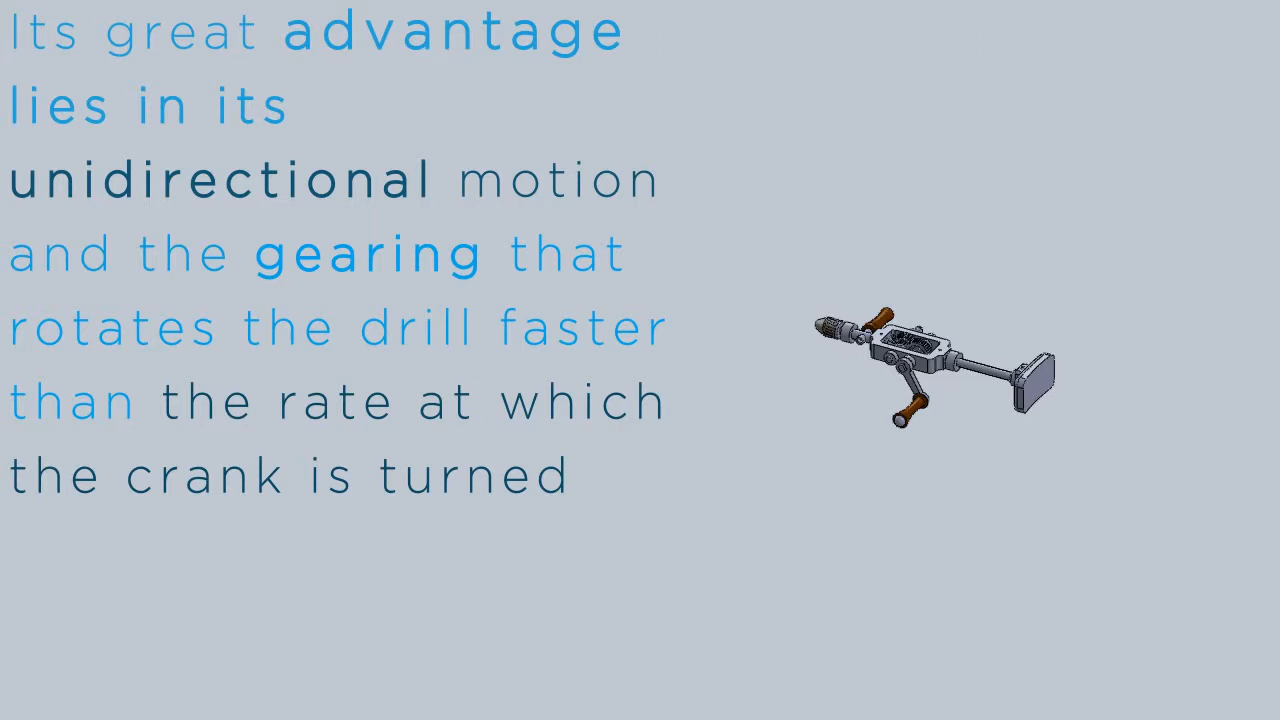 Its great advantage
lies in its
unidirectional motion
and the gearing that
rotates the drill faster
than the rate at which
the crank is turned